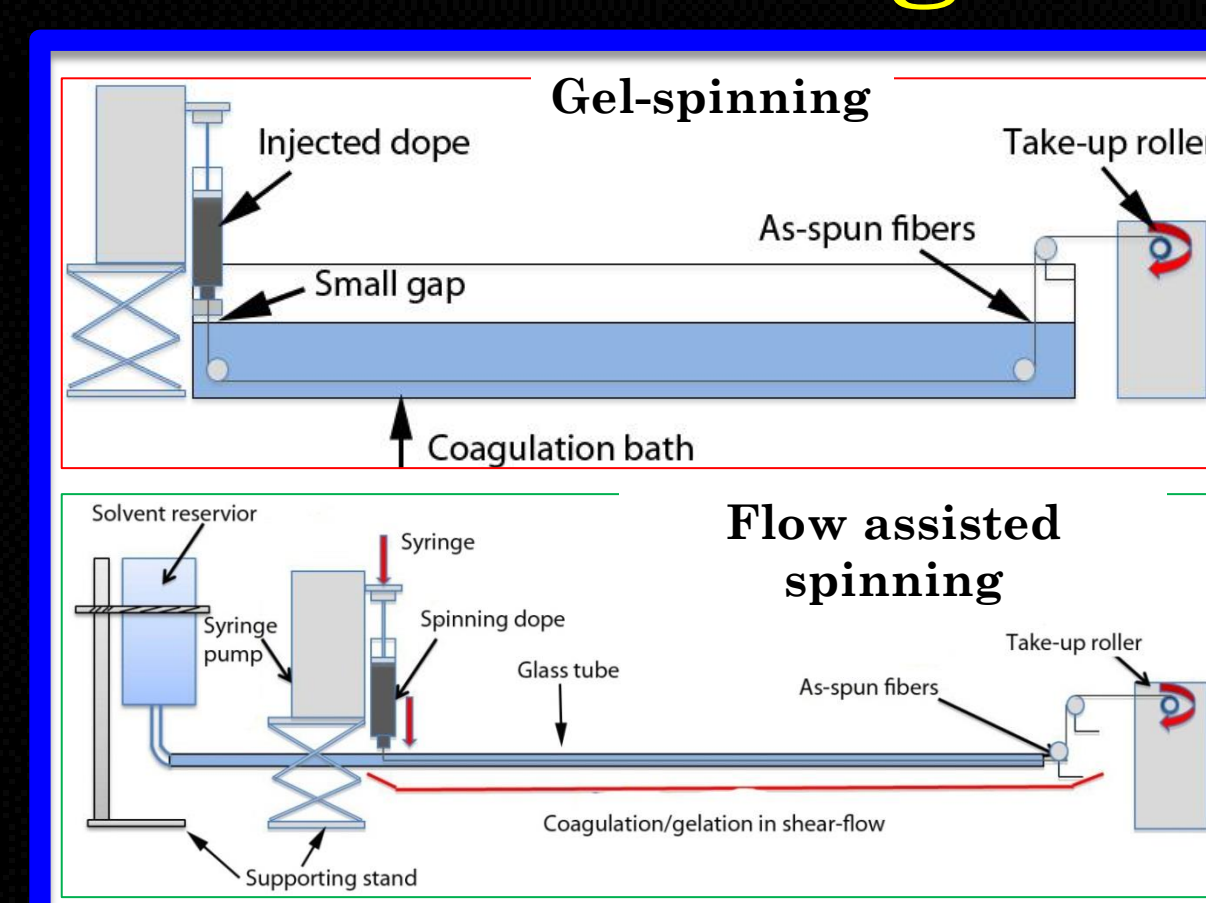 Gel-spinning
Injected dope
Take-up roller
As-spun fibers
Small gap
Coagulation bath
Flow assisted
spinning
Solvent reservior
Syringe
Syringe
pump
Spinning dope
Glass tube
Take-up roller
As-spun fibers
Coagulation/gelation in shear-flow
Supporting stand